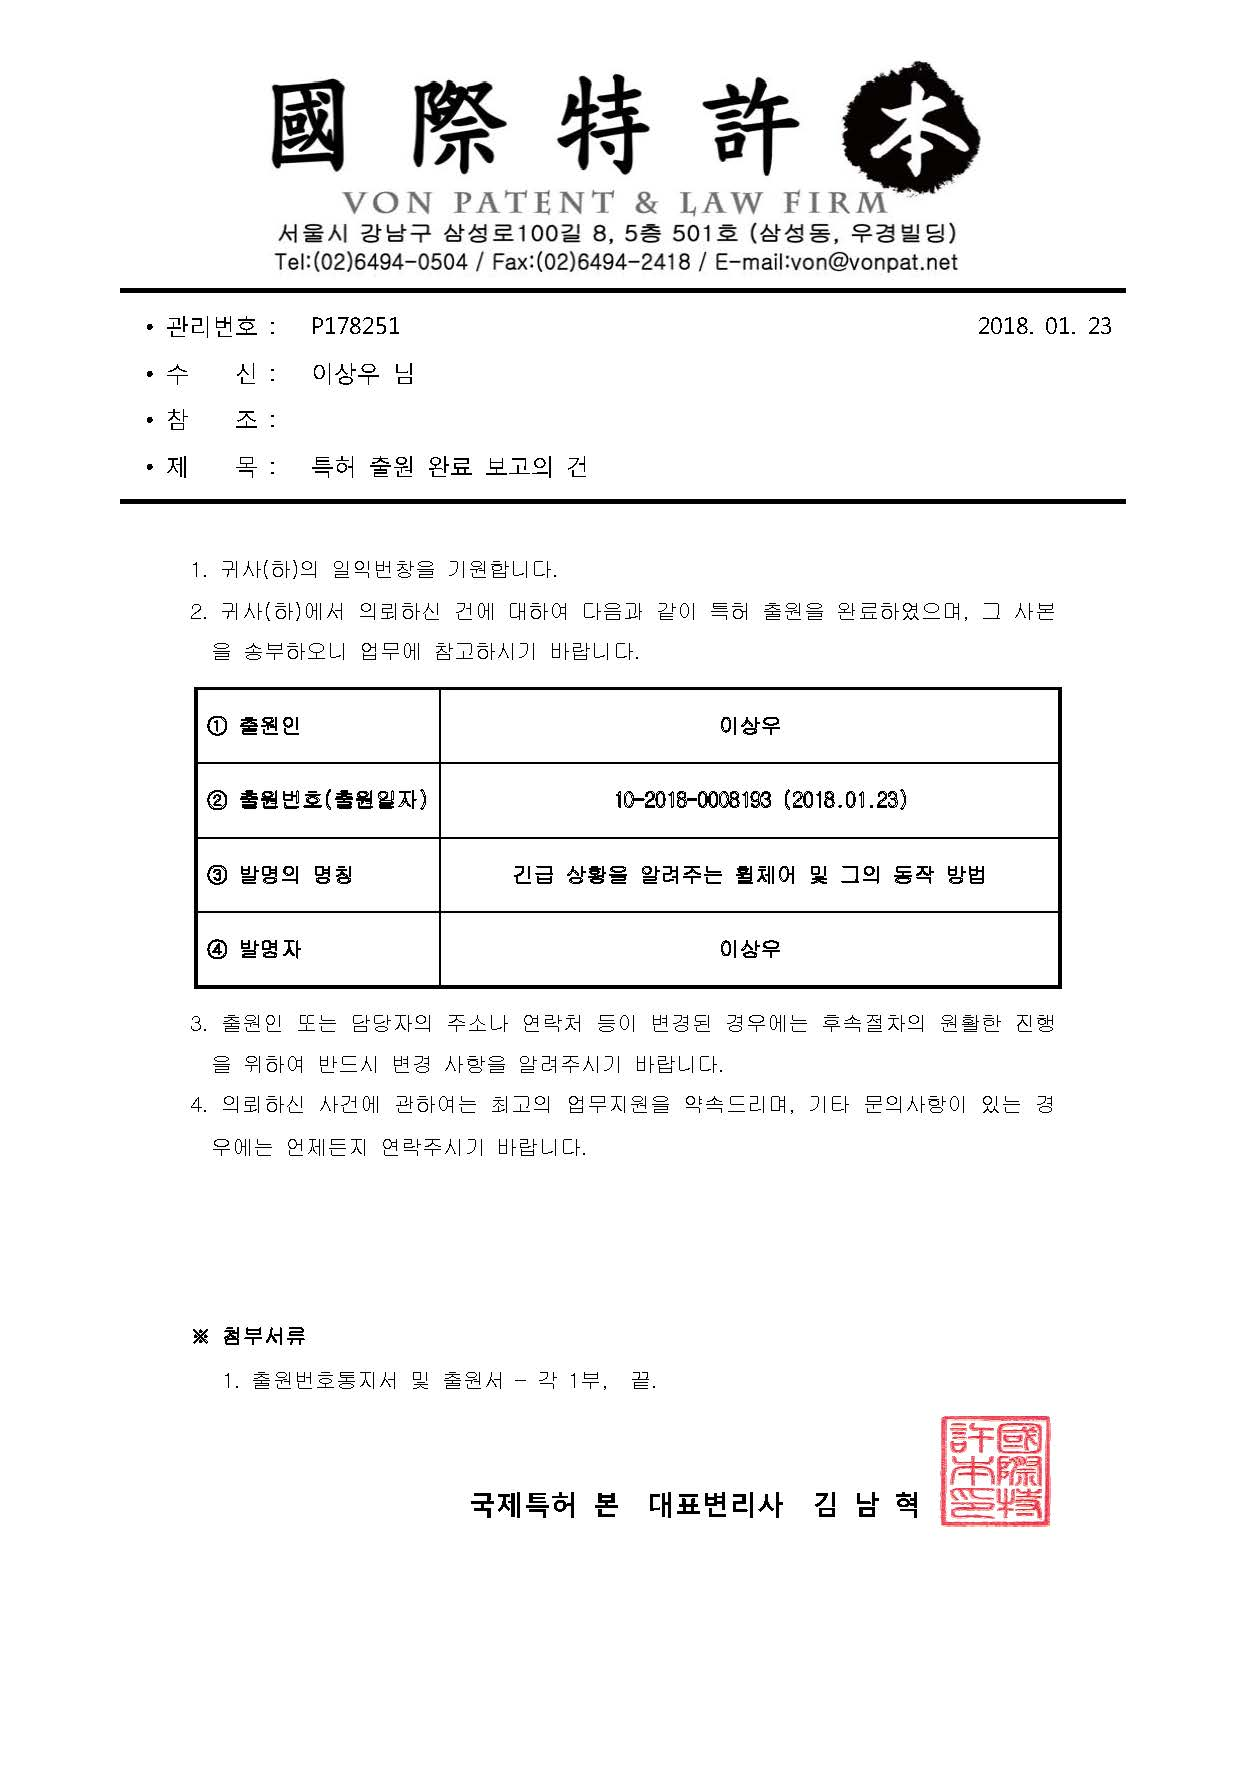 國際特許 本
VON PATENT & LAW FIRM
서울시 강남구 삼성로100길 8, 5층 501호 (삼성동, 우경빌딩)
Tel:(02)6494-0504 / Fax:(02)6494-2418 / E-mail:von@vonpat.net
• 관리번호 : P178251 2018. 01. 23
• 수 신 : 이상우 님
• 참 조 :
• 제 목 : 특허 출원 완료 보고의 건
1. 귀사(하)의 일익번창을 기원합니다.
2. 귀사(하)에서 의뢰하신 건에 대하여 다음과 같이 특허 출원을 완료하였으며, 그 사본
을 송부하오니 업무에 참고하시기 바랍니다.
① 출원인 이상우
② 출원번호(출원일자) 10-2018-0008193 (2018.01.23)
③ 발명의 명칭 긴급 상황을 알려주는 휠체어 및 그의 동작 방법
④ 발명자 이상우
3. 출원인 또는 담당자의 주소나 연락처 등이 변경된 경우에는 후속절차의 원활한 진행
을 위하여 반드시 변경 사항을 알려주시기 바랍니다.
4. 의뢰하신 사건에 관하여는 최고의 업무지원을 약속드리며, 기타 문의사항이 있는 경
우에는 언제든지 연락주시기 바랍니다.
※ 첨부서류
1. 출원번호통지서 및 출원서 - 각 1부, 끝.
국제특허 본 대표변리사 김 남 혁
國際特許本印